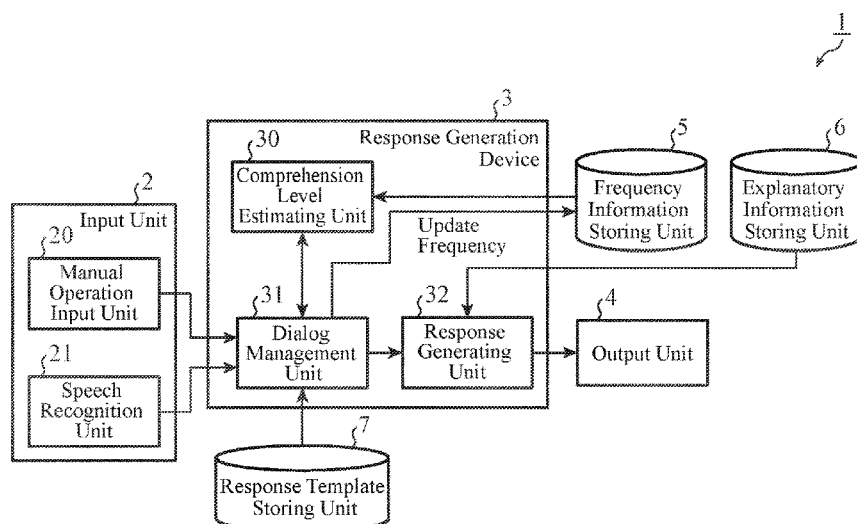 1
3
Response Generation
Device
30
Comprehension
Level
Estimating Unit
5
Frequency
Information
Storing Unit
6
Explanatory
Information
Storing Unit
Update
Frequency
2
Input Unit
20
Manual
Operation
Input Unit
21
Speech
Recognition
Unit
31
Dialog
Management
Unit
32
Response
Generating
Unit
4
Output Unit
7
Response Template
Storing Unit